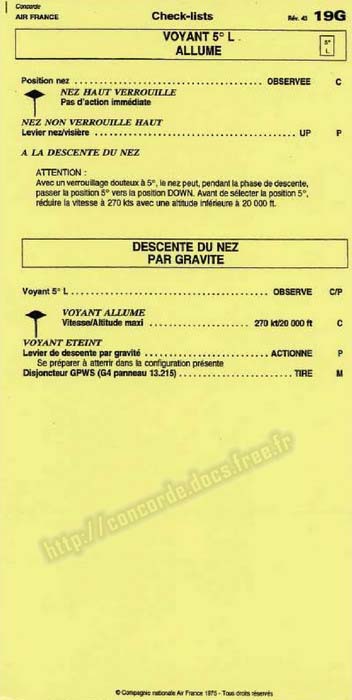 Concorde
AIR FRANCE
Check-lists
Rév. 43 19G
VOYANT 5° L
ALLUME
5°
L
Position nez OBSERVEE C
NEZ HAUT VERROUILLE
Pas d'action immédiate
NEZ NON VERROUILLE HAUT
Levier nez/visière UP P
A LA DESCENTE DU NEZ
ATTENTION :
Avec un verrouillage douteux à 5°, le nez peut, pendant la phase de descente,
passer la position 5° vers la position DOWN. Avant de sélecter la position 5°,
réduire la vitesse à 270 kts avec une altitude inférieure à 20 000 ft.
DESCENTE DU NEZ
PAR GRAVITE
Voyant 5° L OBSERVE C/P
VOYANT ALLUME
Vitesse/Altitude maxi 270 kt/20 000 ft C
VOYANT ETEINT
Levier de descente par gravité ACTIONNE P
Se préparer à atterrir dans la configuration présente
Disjoncteur GPWS (G4 panneau 13.215) TIRE M
http://concorde.docs.free.fr
© Compagnie nationale Air France 1975 - Tous droits réservés